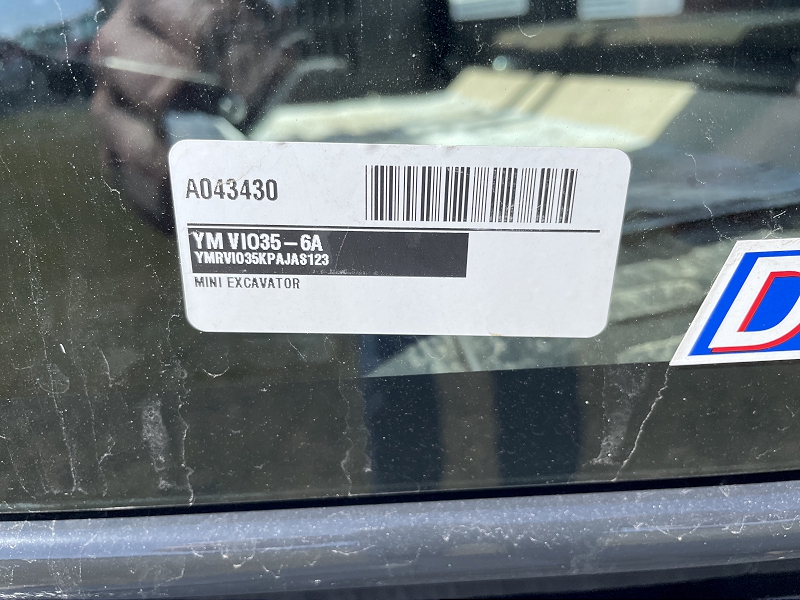 A043430
YM VIO35-6A
YMRVIO35KPAJAS123
MINI EXCAVATOR
D